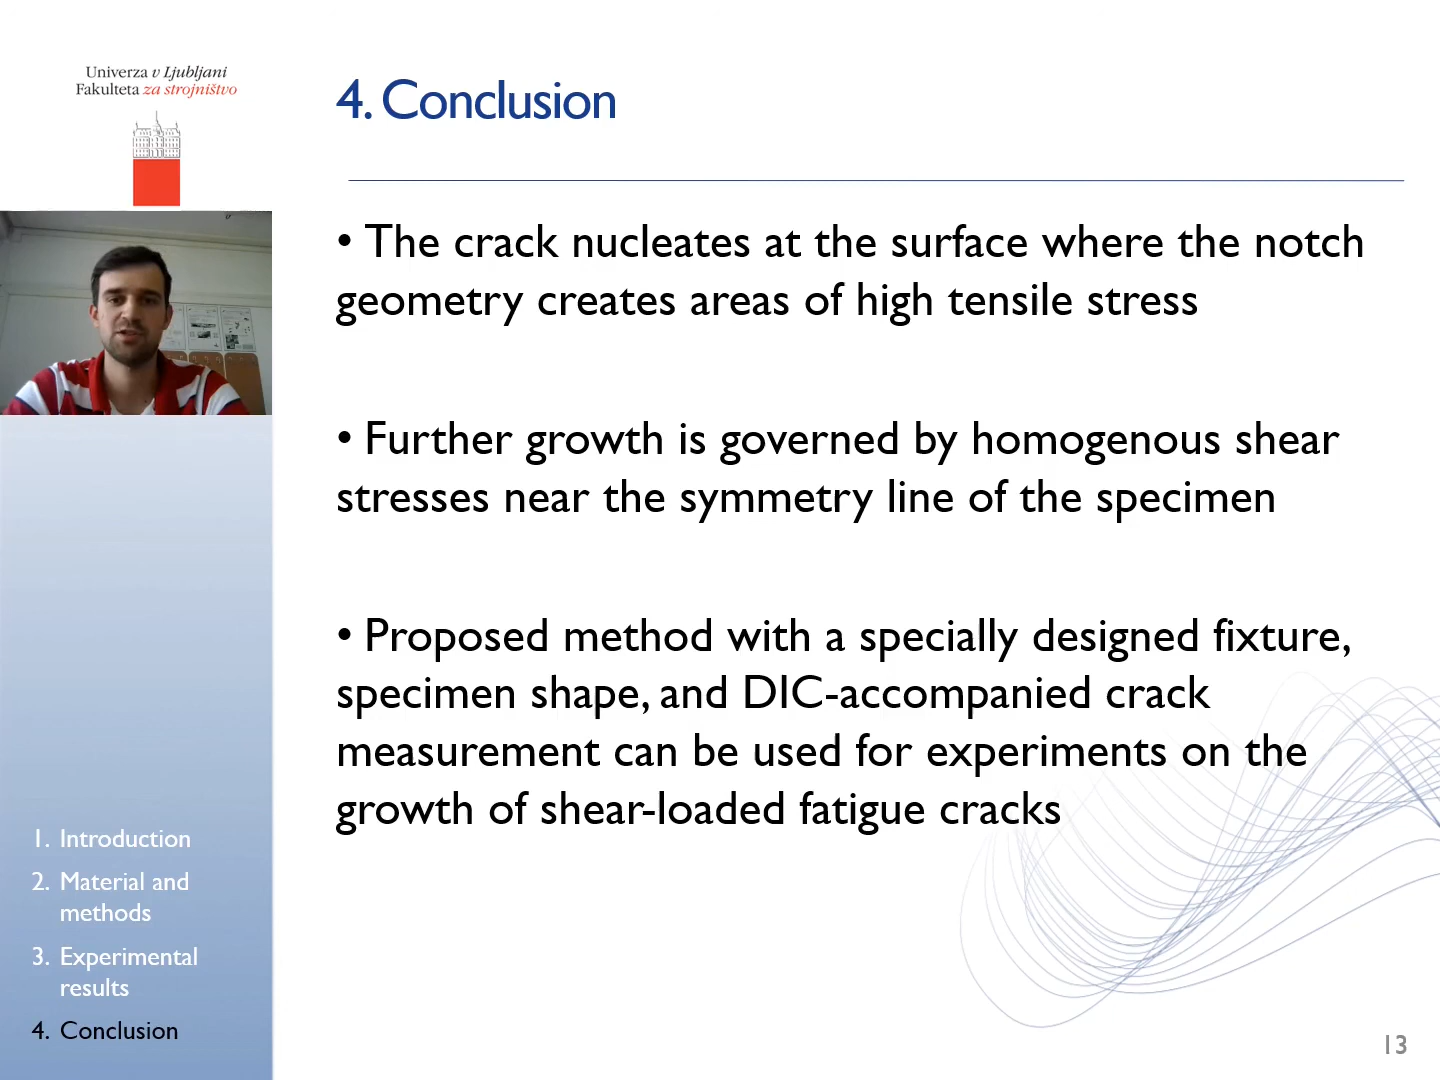 Univerza v Ljubljani
Fakulteta za strojništvo
4. Conclusion
• The crack nucleates at the surface where the notch
geometry creates areas of high tensile stress
• Further growth is governed by homogenous shear
stresses near the symmetry line of the specimen
• Proposed method with a specially designed fixture,
specimen shape, and DIC-accompanied crack
measurement can be used for experiments on the
growth of shear-loaded fatigue cracks
1. Introduction
2. Material and
methods
3. Experimental
results
4. Conclusion
13